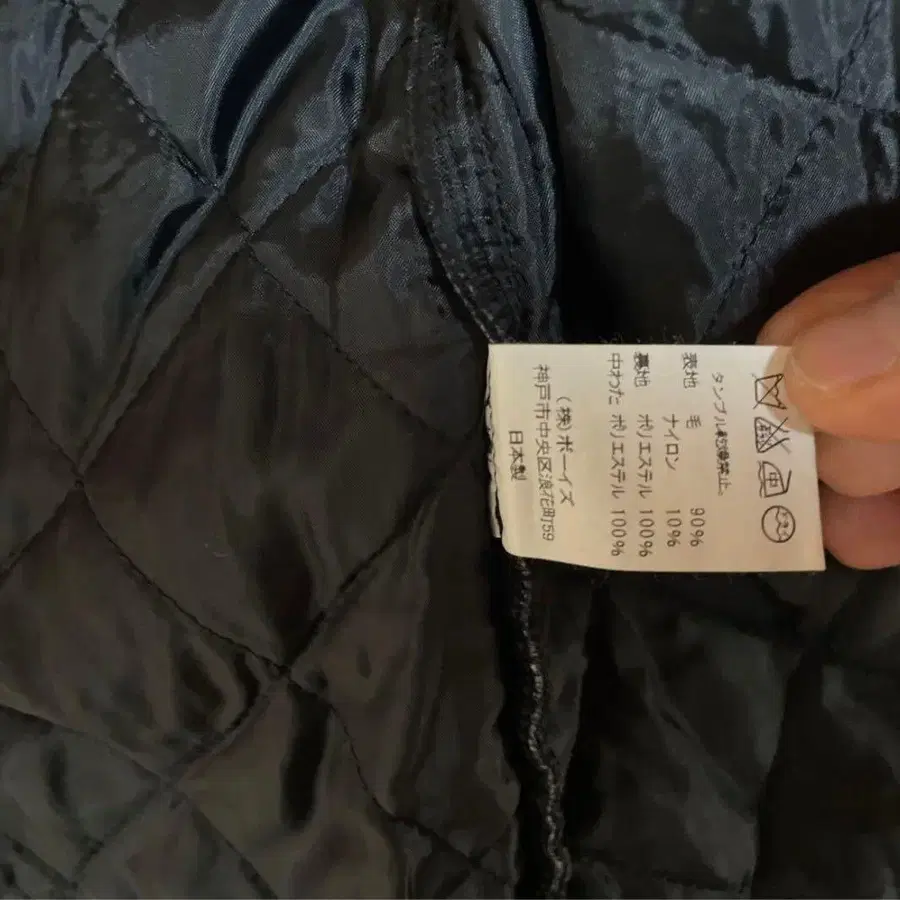 タンブル乾燥禁止。
表地 毛 90%
ナイロン 10%
裏地 ポリエステル 100%
中わた ポリエステル 100%
(株)ボーイズ
神戸市中央区浪花町59
日本製